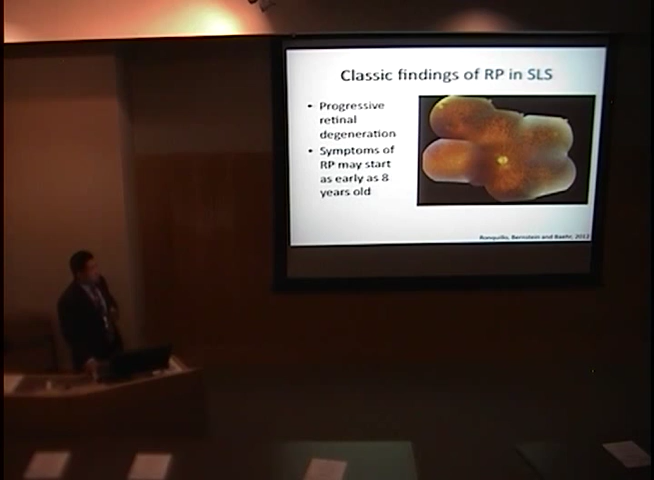 Classic findings of RP in SLS
• Progressive
retinal
degeneration
• Symptoms of
RP may start
as early as 8
years old
Ronquillo, Bernstein and Baehr, 2012